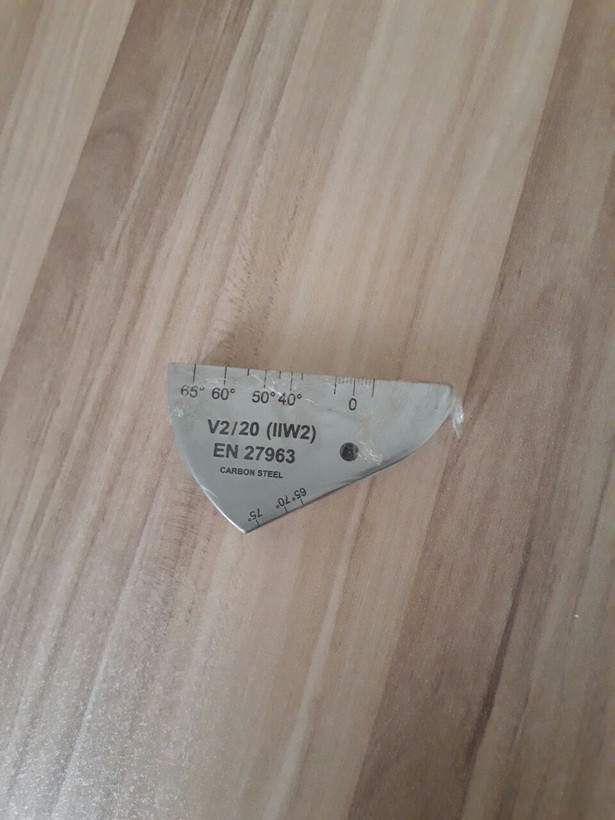 65° 60° 50° 40° 0
V2/20 (IIW2)
EN 27963
CARBON STEEL
75° 70° 65°